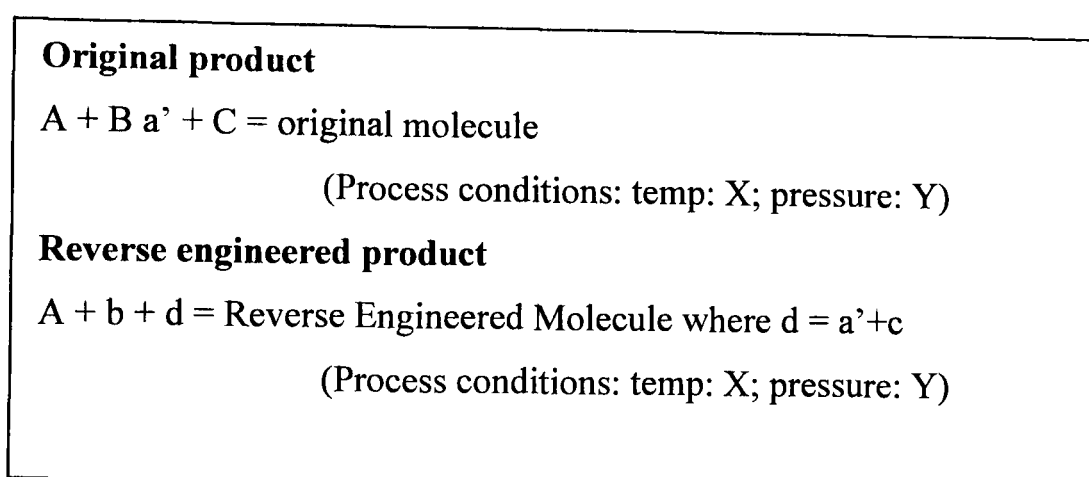 Original product
A + B a’ + C = original molecule
(Process conditions: temp: X; pressure: Y)
Reverse engineered product
A + b + d = Reverse Engineered Molecule where d = a’+c
(Process conditions: temp: X; pressure: Y)